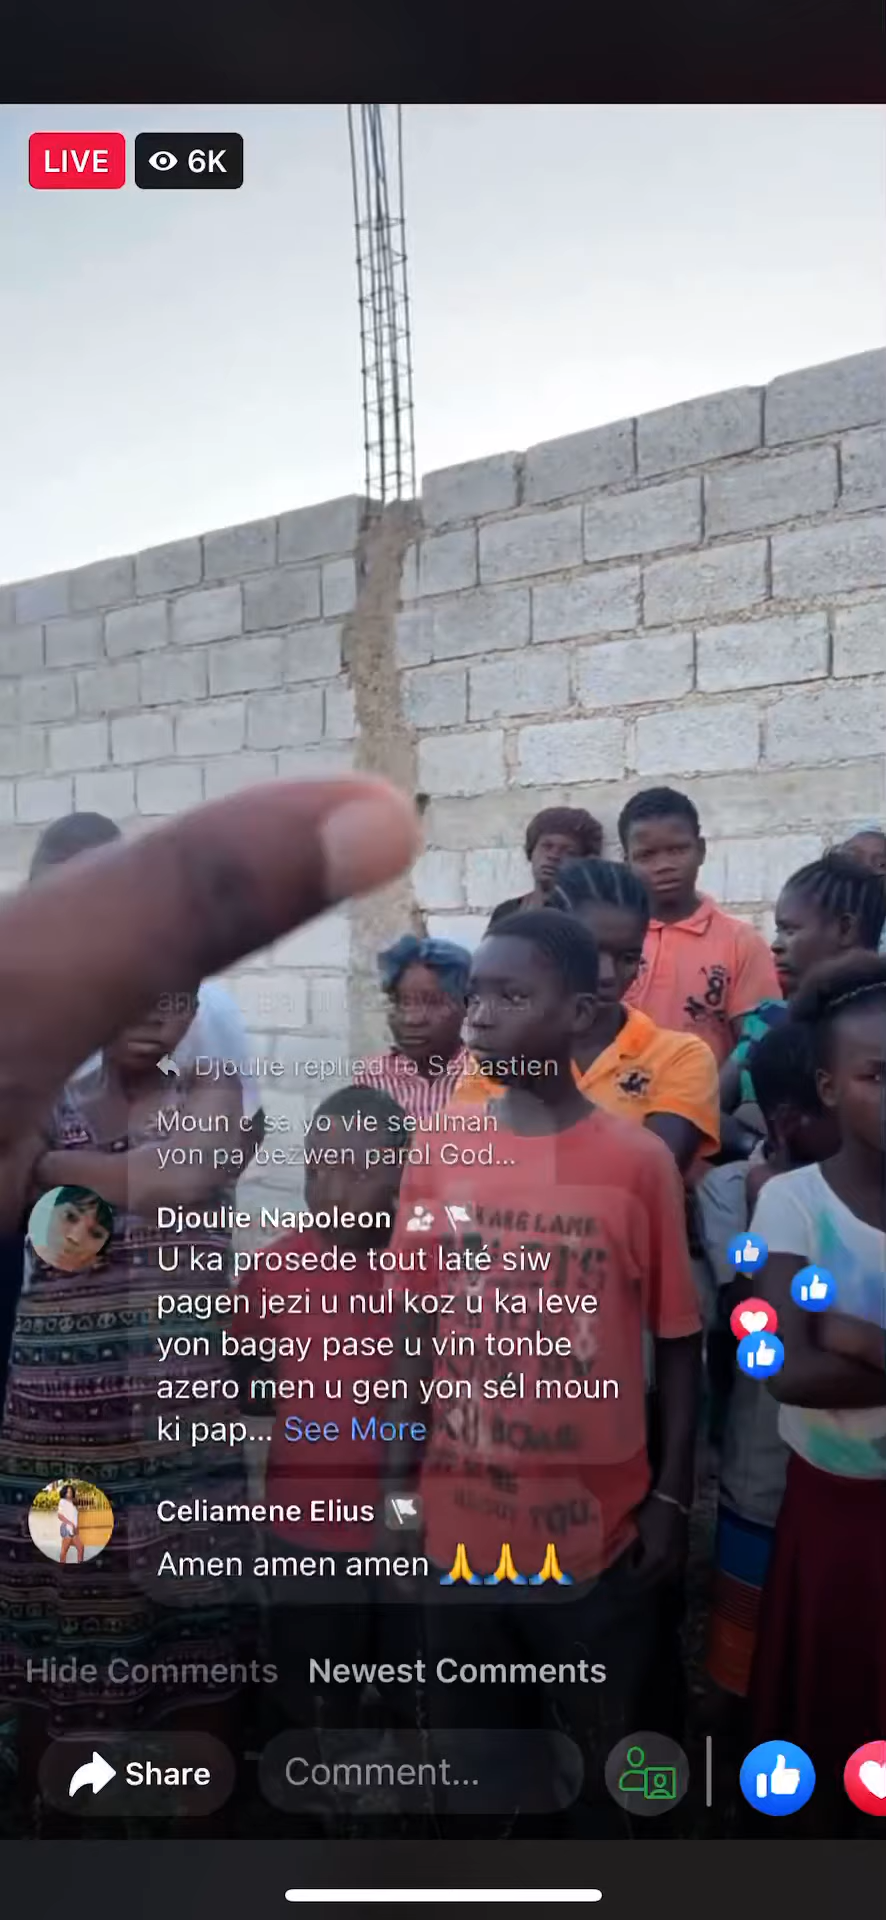 LIVE
6K
Djoulie replied to Sebastien
Moun c sa yo vie seulman
yon pa bezwen parol God...
Djoulie Napoleon
U ka prosede tout laté siw
pagen jezi u nul koz u ka leve
yon bagay pase u vin tonbe
azero men u gen yon sél moun
ki pap... See More
Celiamene Elius
Amen amen amen 🙏🙏🙏
Hide Comments Newest Comments
Share
Comment...